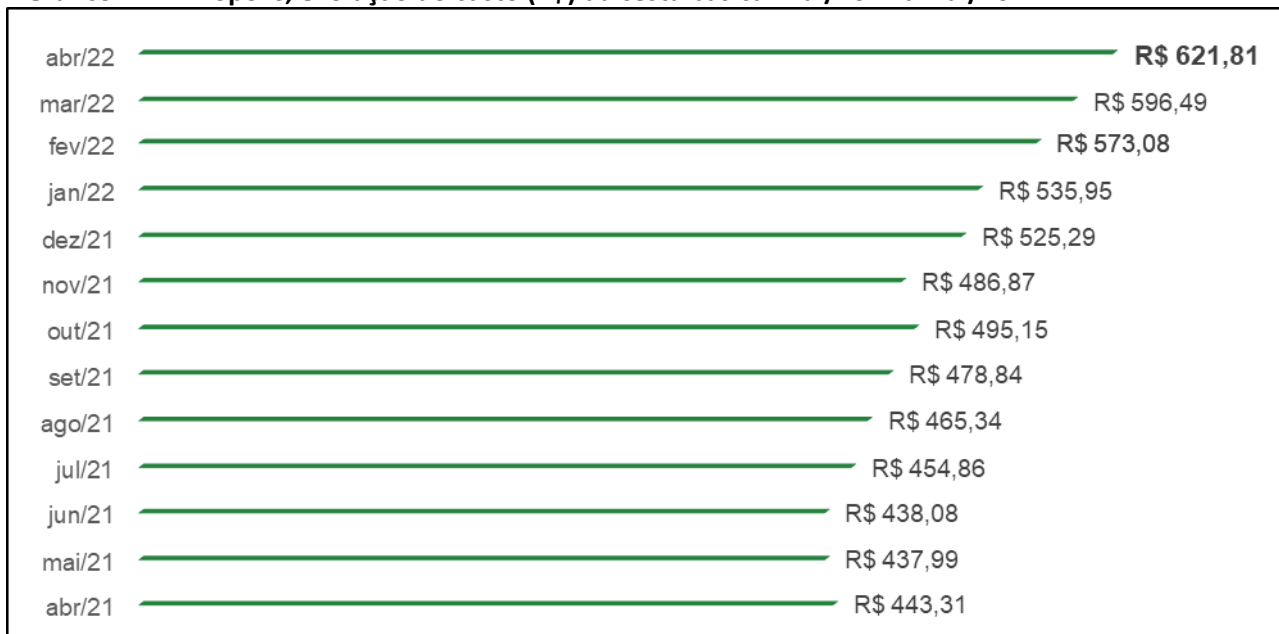 abr/22 R$ 621,81
mar/22 R$ 596,49
fev/22 R$ 573,08
jan/22 R$ 535,95
dez/21 R$ 525,29
nov/21 R$ 486,87
out/21 R$ 495,15
set/21 R$ 478,84
ago/21 R$ 465,34
jul/21 R$ 454,86
jun/21 R$ 438,08
mai/21 R$ 437,99
abr/21 R$ 443,31